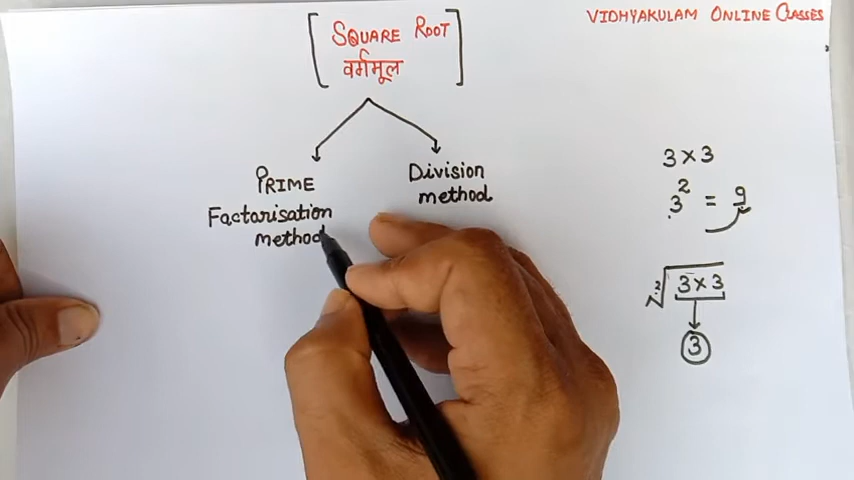 VIDHYAKULAM ONLINE CLASSES
SQUARE ROOT
वर्गमूल
PRIME
Factorisation
method
Division
method
3×3
3² = 9
²√3×3
3